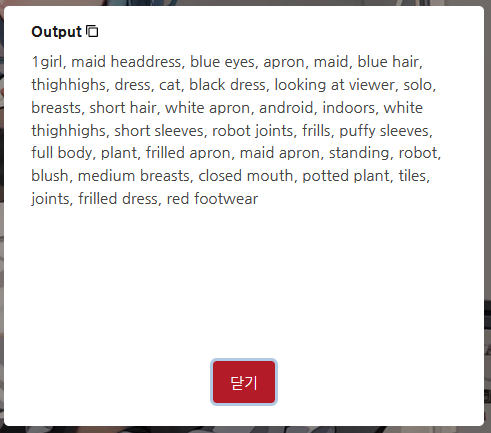 Output
1girl, maid headdress, blue eyes, apron, maid, blue hair,
thighhighs, dress, cat, black dress, looking at viewer, solo,
breasts, short hair, white apron, android, indoors, white
thighhighs, short sleeves, robot joints, frills, puffy sleeves,
full body, plant, frilled apron, maid apron, standing, robot,
blush, medium breasts, closed mouth, potted plant, tiles,
joints, frilled dress, red footwear
닫기